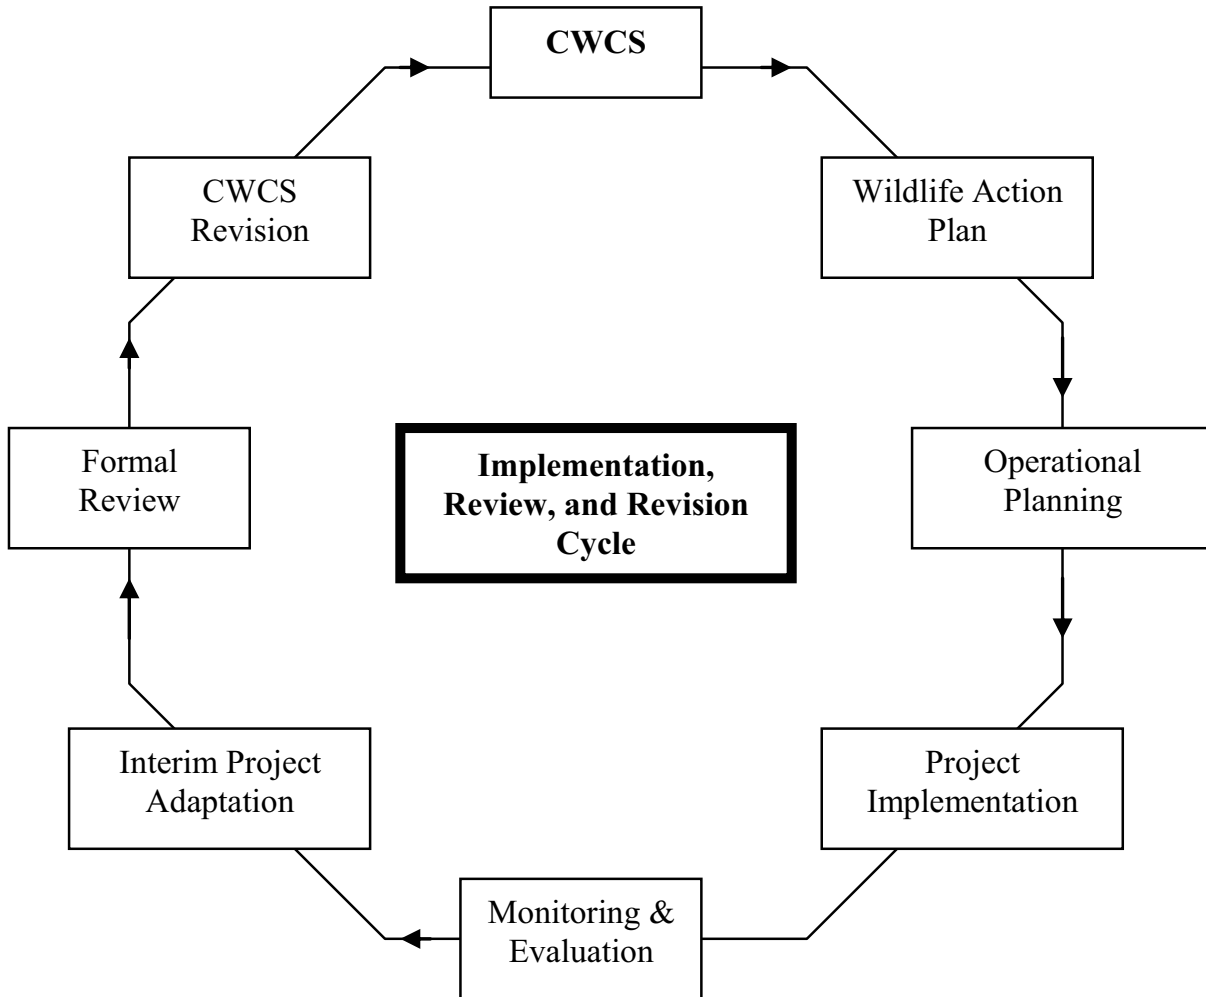 CWCS
CWCS
Revision
Wildlife Action
Plan
Formal
Review
Implementation,
Review, and Revision
Cycle
Operational
Planning
Interim Project
Adaptation
Project
Implementation
Monitoring &
Evaluation